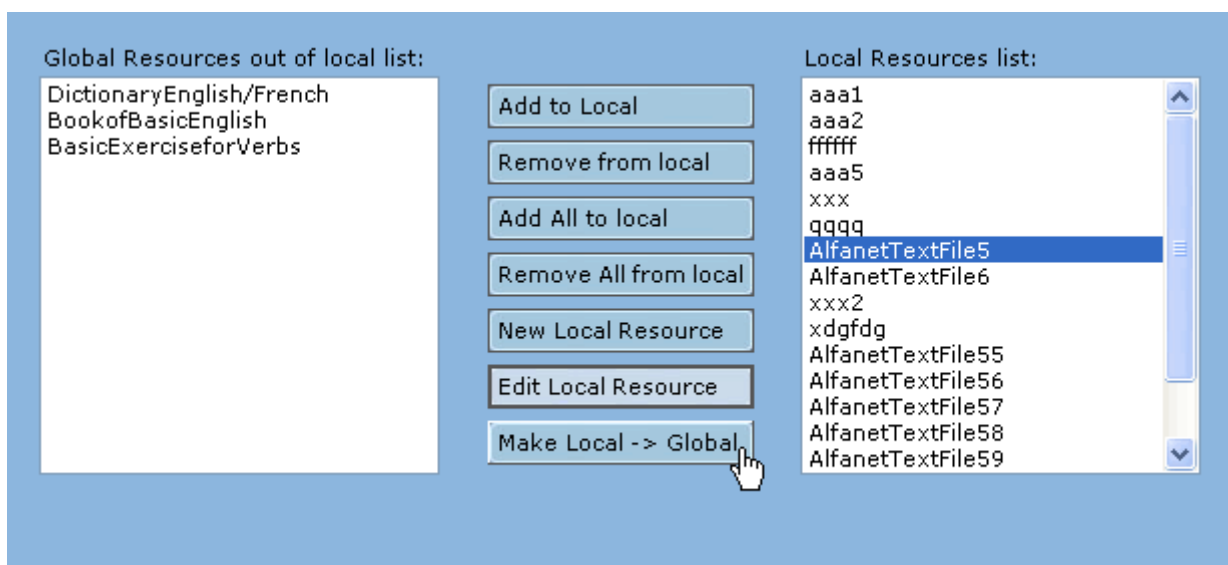 Global Resources out of local list:
DictionaryEnglish/French
BookofBasicEnglish
BasicExerciseforVerbs
Add to Local
Remove from local
Add All to local
Remove All from local
New Local Resource
Edit Local Resource
Make Local -> Global
Local Resources list:
aaa1
aaa2
ffffff
aaa5
xxx
qqqq
AlfanetTextFile5
AlfanetTextFile6
xxx2
xdgfdg
AlfanetTextFile55
AlfanetTextFile56
AlfanetTextFile57
AlfanetTextFile58
AlfanetTextFile59